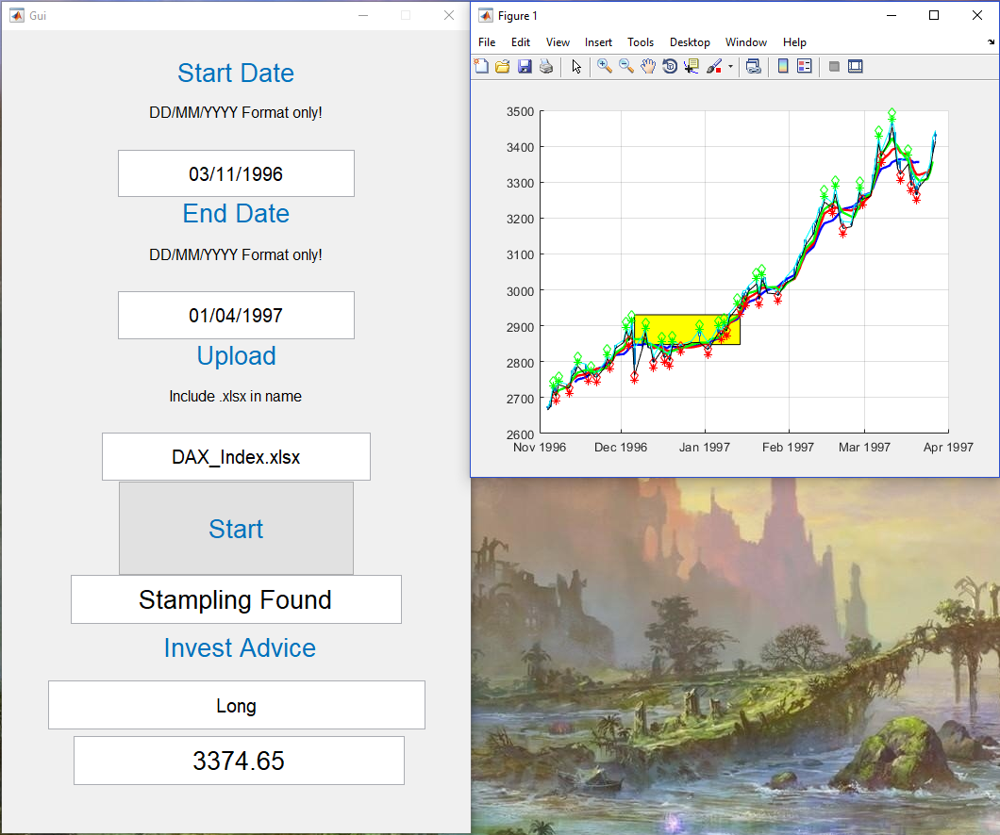 Gui
Start Date
DD/MM/YYYY Format only!
03/11/1996
End Date
DD/MM/YYYY Format only!
01/04/1997
Upload
Include .xlsx in name
DAX_Index.xlsx
Start
Stampling Found
Invest Advice
Long
3374.65
Figure 1
File Edit View Insert Tools Desktop Window Help
3500
3400
3300
3200
3100
3000
2900
2800
2700
2600
Nov 1996 Dec 1996 Jan 1997 Feb 1997 Mar 1997 Apr 1997